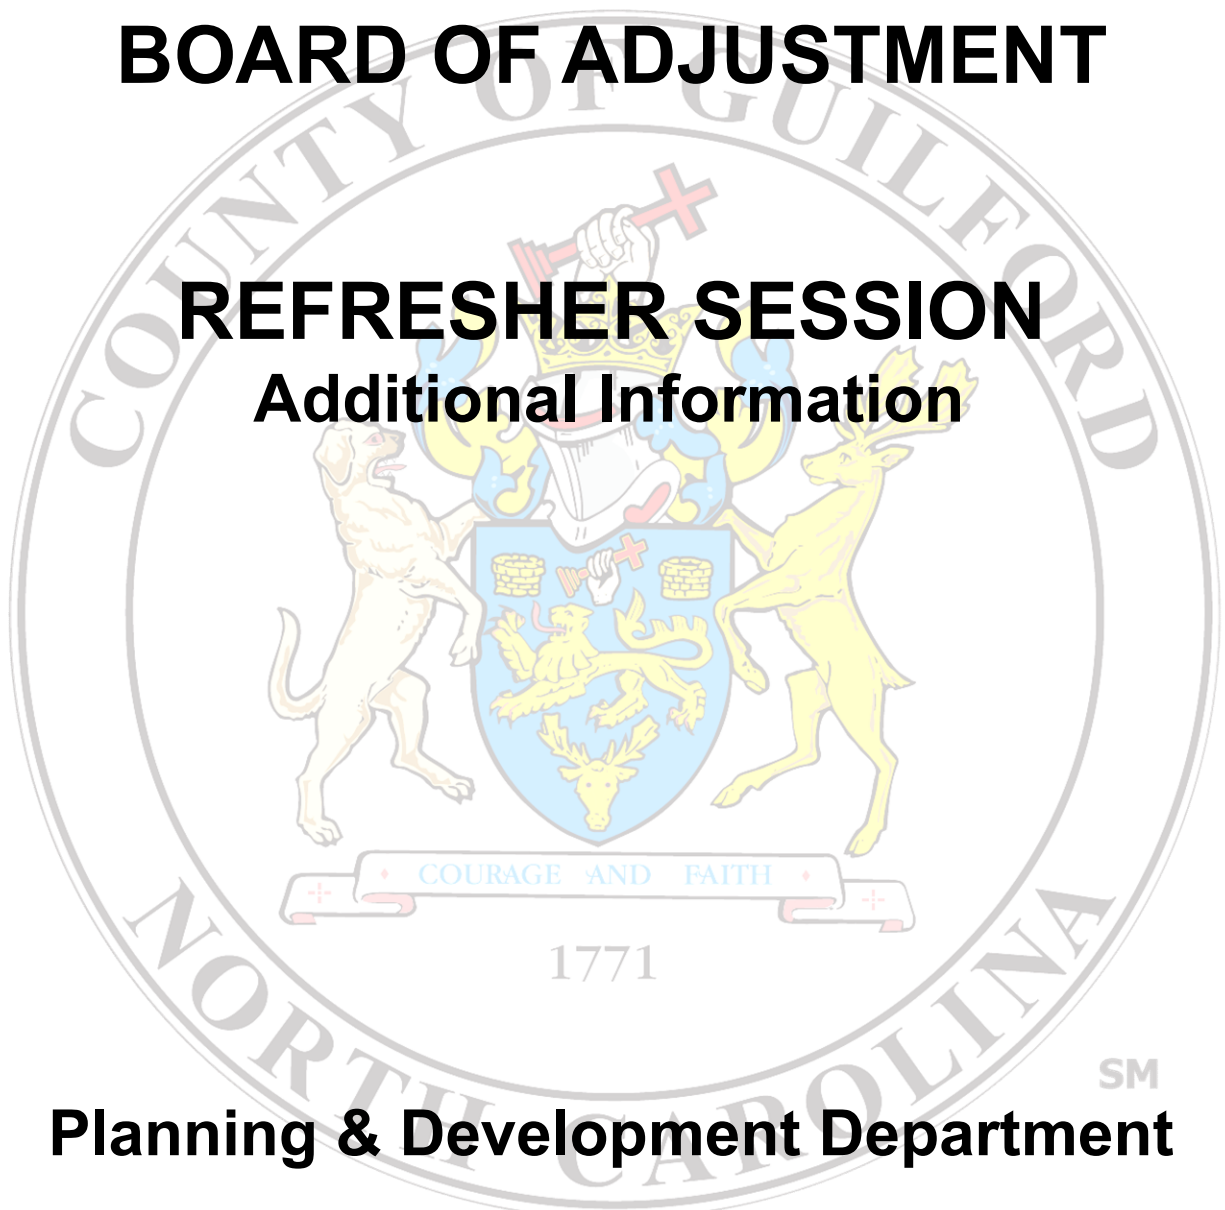 BOARD OF ADJUSTMENT
COUNTY OF GUILFORD
REFRESHER SESSION
Additional Information
COURAGE AND FAITH
1771
SM
Planning & Development Department
NORTH CAROLINA